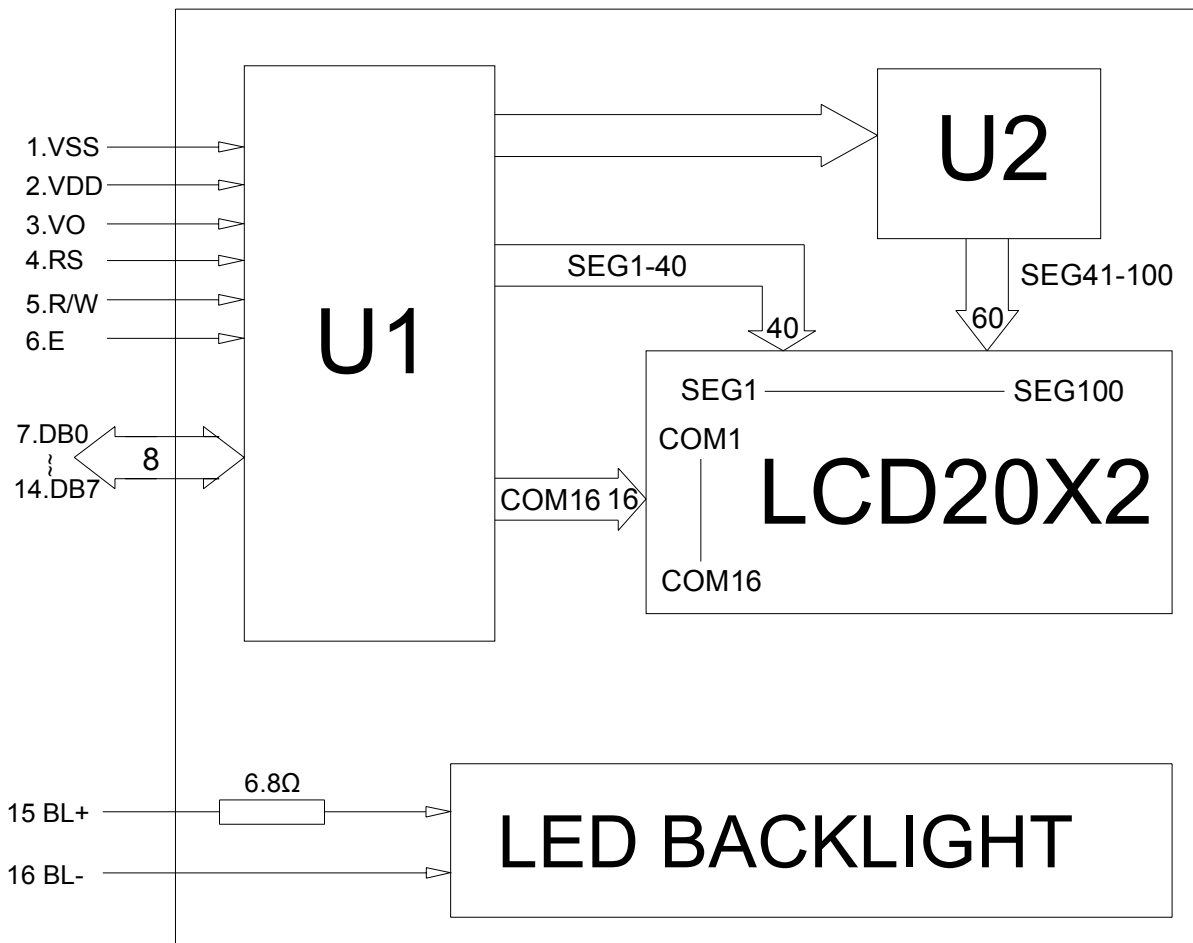 1.VSS
2.VDD
3.VO
4.RS
5.R/W
6.E
7.DB0
~
~
14.DB7
8
U1
U2
SEG1-40
40
SEG41-100
60
COM16 16
SEG1 SEG100
COM1
COM16
LCD20X2
15 BL+
16 BL-
6.8Ω
LED BACKLIGHT